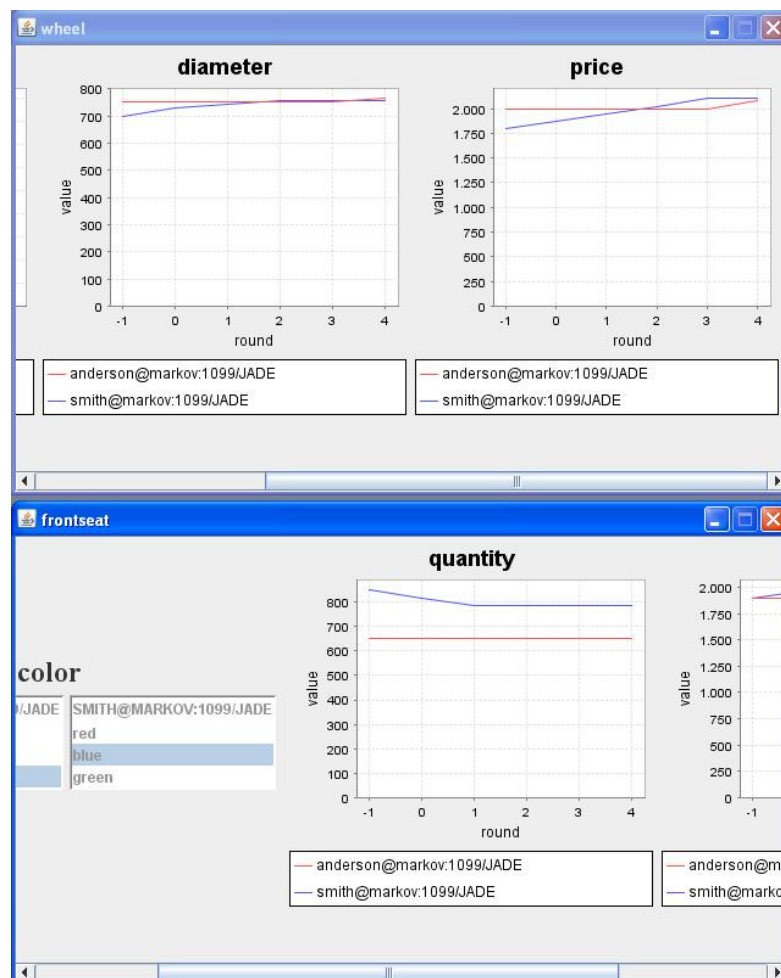 wheel
diameter
800
700
600
500
400
300
200
100
0
value
-1 0 1 2 3 4
round
anderson@markov:1099/JADE
smith@markov:1099/JADE
price
2.000
1.750
1.500
1.250
1.000
750
500
250
0
value
-1 0 1 2 3 4
round
anderson@markov:1099/JADE
smith@markov:1099/JADE
frontseat
color
/JADE
SMITH@MARKOV:1099/JADE
red
blue
green
quantity
800
700
600
500
400
300
200
100
0
value
-1 0 1 2 3 4
round
anderson@markov:1099/JADE
smith@markov:1099/JADE
2.000
1.750
1.500
1.250
1.000
750
500
250
0
value
-1
anderson@m
smith@marko